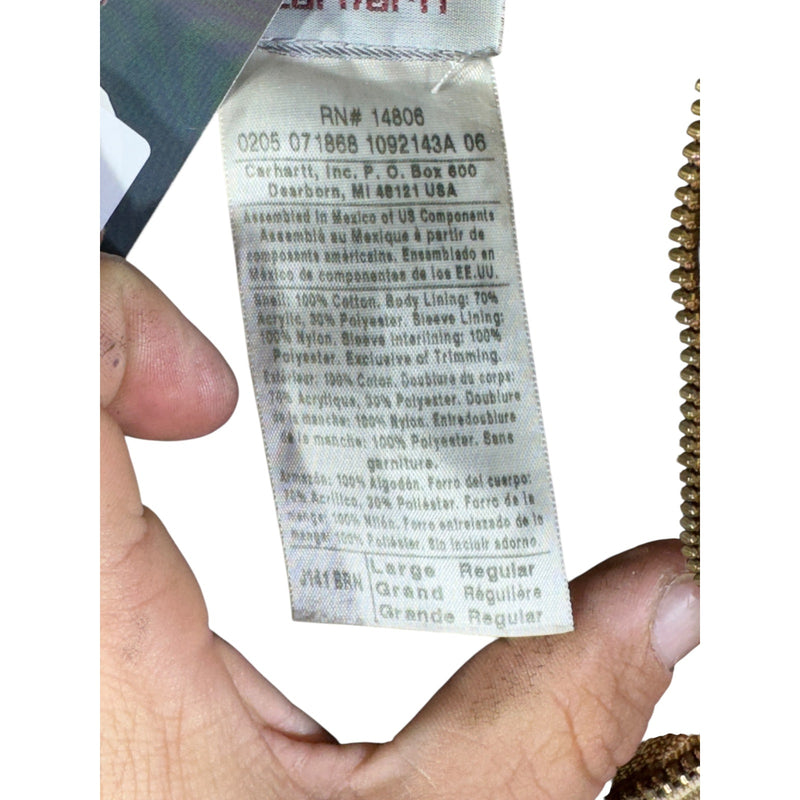 carhartt
RN# 14806
0205 071868 1092143A 06
Carhartt, Inc. P. O. Box 600
Dearborn, MI 48121 USA
Assembled in Mexico of US Components
Assemblé au Mexique à partir de
composants américains. Ensamblado en
México de componentes de los EE.UU.
Shell: 100% Cotton. Body Lining: 70%
Acrylic, 30% Polyester. Sleeve Lining:
100% Nylon. Sleeve Interlining: 100%
Polyester. Exclusive of Trimming.
Extérieur: 100% Coton. Doublure du corps:
70% Acrylique, 30% Polyester. Doublure
de la manche: 100% Nylon. Entredoublure
de la manche: 100% Polyester. Sans
garniture.
Armazón: 100% Algodón. Forro del cuerpo:
70% Acrílico, 30% Poliéster. Forro de la
manga: 100% Nilón. Forro entrelazado de la
manga: 100% Poliéster. Sin incluir adorno.
J141 BRN
Large Regular
Grand Régulière
Grande Regular